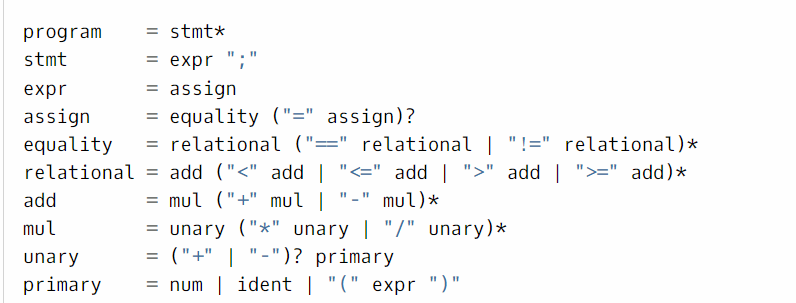 program    = stmt*
stmt       = expr ";"
expr       = assign
assign     = equality ("=" assign)?
equality   = relational ("==" relational | "!=" relational)*
relational = add ("<" add | "<=" add | ">" add | ">=" add)*
add        = mul ("+" mul | "-" mul)*
mul        = unary ("*" unary | "/" unary)*
unary      = ("+" | "-")? primary
primary    = num | ident | "(" expr ")"